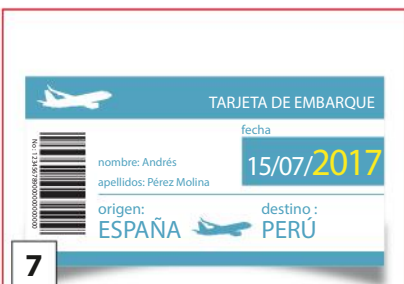 TARJETA DE EMBARQUE
fecha
15/07/2017
nombre: Andrés
apellidos: Pérez Molina
origen:
ESPAÑA
destino :
PERÚ
7